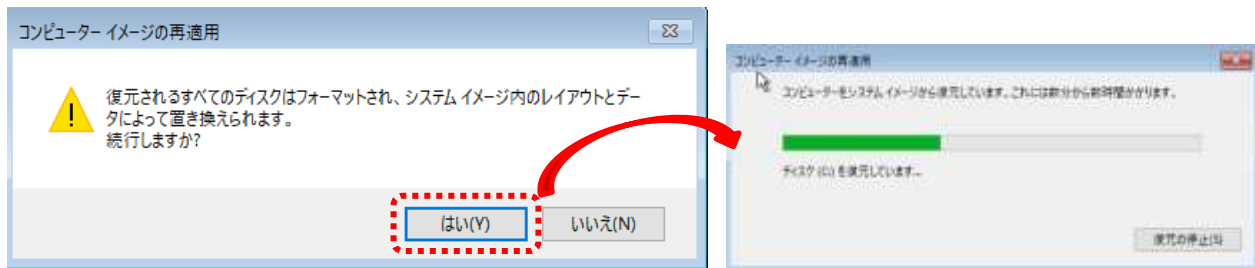 コンピューター イメージの再適用
復元されるすべてのディスクはフォーマットされ、システム イメージ内のレイアウトとデー
タによって置き換えられます。
続行しますか?
はい(Y)
いいえ(N)
コンピューター イメージの再適用
コンピューターをシステム イメージから復元しています。これには数分から数時間かかります。
ディスク (C:) を復元しています...
復元の停止(S)